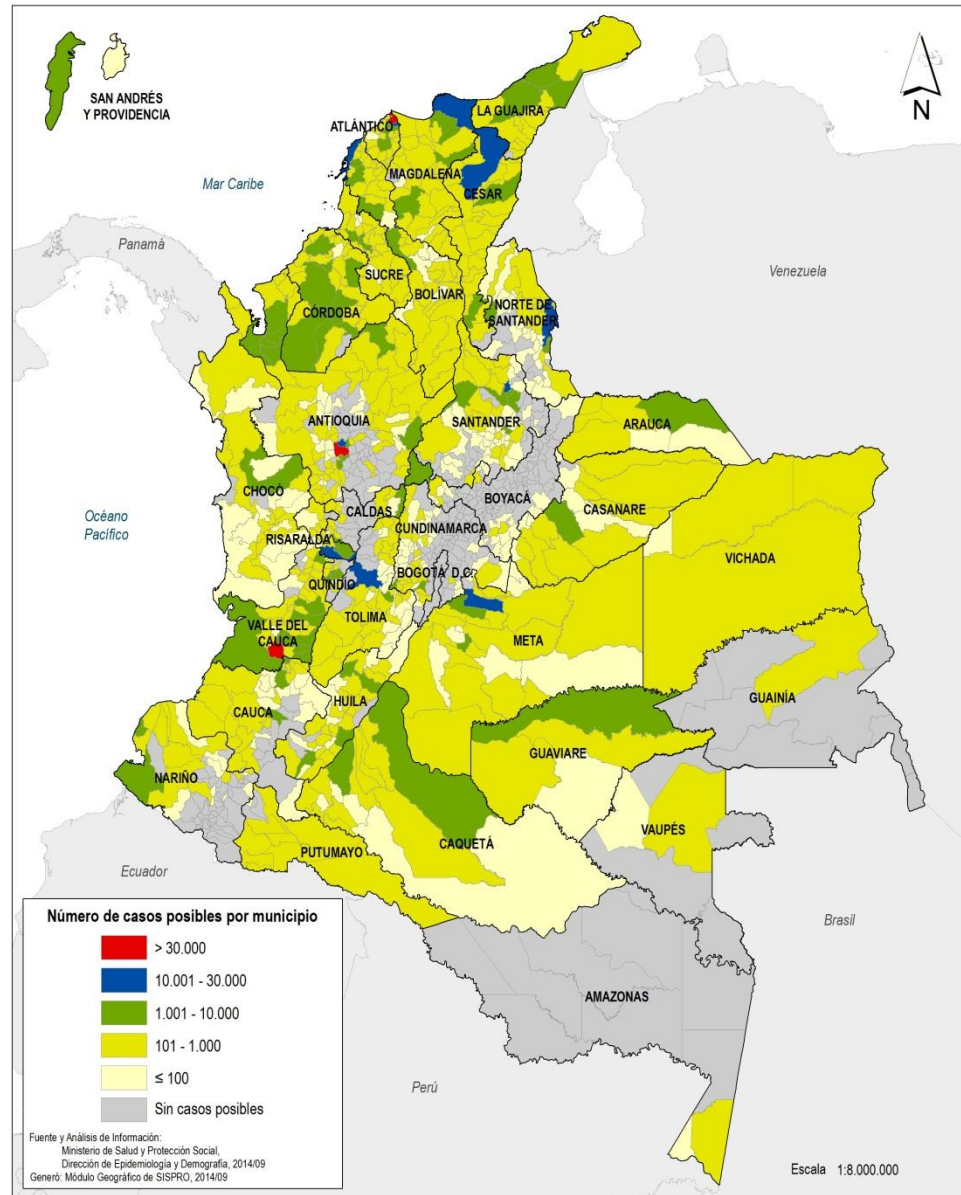 SAN ANDRÉS
Y PROVIDENCIA
N
LA GUAJIRA
ATLÁNTICO
MAGDALENA
CESAR
Mar Caribe
Panamá
Venezuela
SUCRE
BOLÍVAR
NORTE DE
SANTANDER
CÓRDOBA
ANTIOQUIA
SANTANDER
ARAUCA
CHOCÓ
BOYACÁ
CASANARE
CALDAS
CUNDINAMARCA
Océano
Pacífico
RISARALDA
VICHADA
BOGOTÁ D.C.
QUINDÍO
TOLIMA
VALLE DEL
CAUCA
META
GUAINÍA
HUILA
CAUCA
GUAVIARE
NARIÑO
VAUPÉS
CAQUETÁ
PUTUMAYO
Ecuador
Brasil
AMAZONAS
Perú
Número de casos posibles por municipio
> 30.000
10.001 - 30.000
1.001 - 10.000
101 - 1.000
≤ 100
Sin casos posibles
Fuente y Análisis de Información:
Ministerio de Salud y Protección Social,
Dirección de Epidemiología y Demografía, 2014/09
Generó: Módulo Geográfico de SISPRO, 2014/09
Escala 1:8.000.000